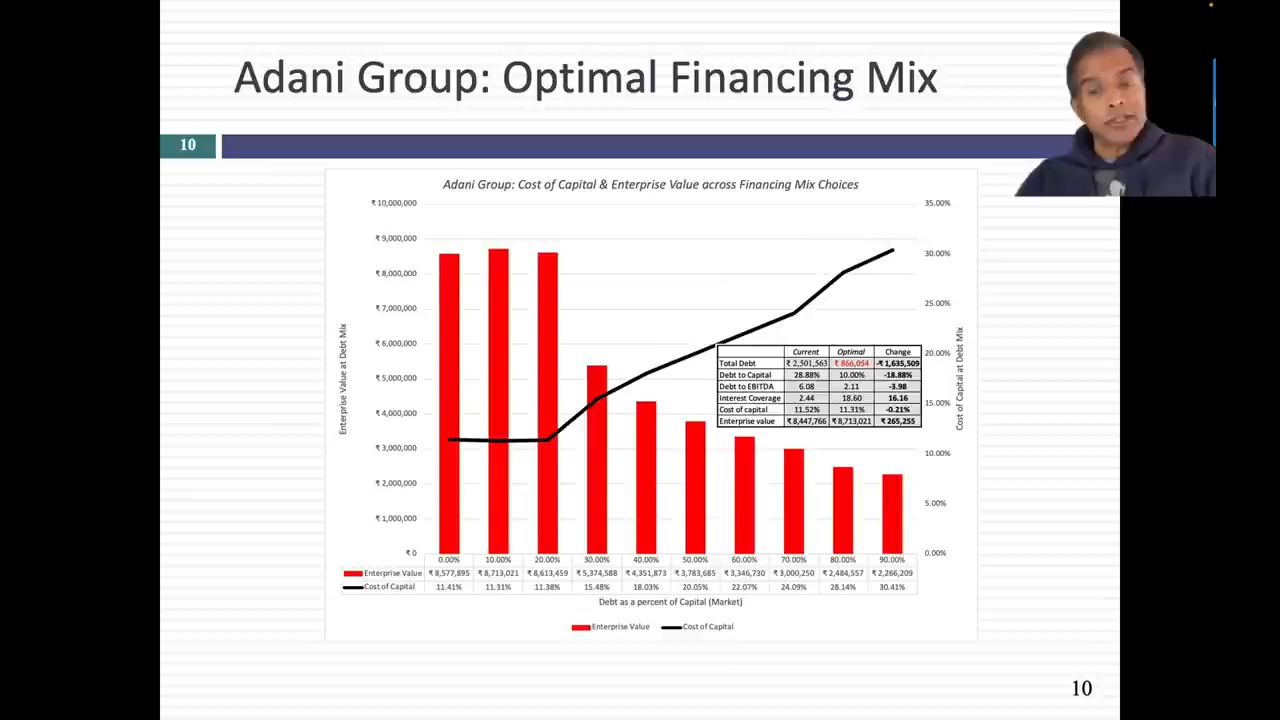 Adani Group: Optimal Financing Mix
10
Adani Group: Cost of Capital & Enterprise Value across Financing Mix Choices
₹ 10,000,000
₹ 9,000,000
₹ 8,000,000
₹ 7,000,000
₹ 6,000,000
₹ 5,000,000
₹ 4,000,000
₹ 3,000,000
₹ 2,000,000
₹ 1,000,000
₹ 0
Enterprise Value at Debt Mix
35.00%
30.00%
25.00%
20.00%
15.00%
10.00%
5.00%
0.00%
Cost of Capital at Debt Mix
Current Optimal Change
Total Debt ₹ 2,501,563 ₹ 866,054 -₹ 1,635,509
Debt to Capital 28.88% 10.00% -18.88%
Debt to EBITDA 6.08 2.11 -3.98
Interest Coverage 2.44 18.60 16.16
Cost of capital 11.52% 11.31% -0.21%
Enterprise value ₹ 8,447,766 ₹ 8,713,021 ₹ 265,255
0.00% 10.00% 20.00% 30.00% 40.00% 50.00% 60.00% 70.00% 80.00% 90.00%
Enterprise Value ₹ 8,577,895 ₹ 8,713,021 ₹ 8,613,459 ₹ 5,374,588 ₹ 4,351,873 ₹ 3,783,685 ₹ 3,346,730 ₹ 3,000,250 ₹ 2,484,557 ₹ 2,266,209
Cost of Capital 11.41% 11.31% 11.38% 15.48% 18.03% 20.05% 22.07% 24.09% 28.14% 30.41%
Debt as a percent of Capital (Market)
Enterprise Value Cost of Capital
10